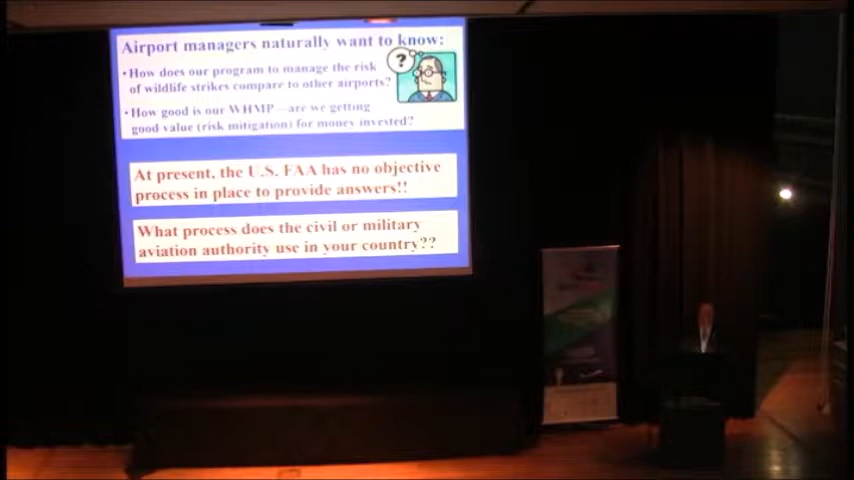 Airport managers naturally want to know:
• How does our program to manage the risk
of wildlife strikes compare to other airports?
• How good is our WHMP—are we getting
good value (risk mitigation) for money invested?
?
At present, the U.S. FAA has no objective
process in place to provide answers!!
What process does the civil or military
aviation authority use in your country??